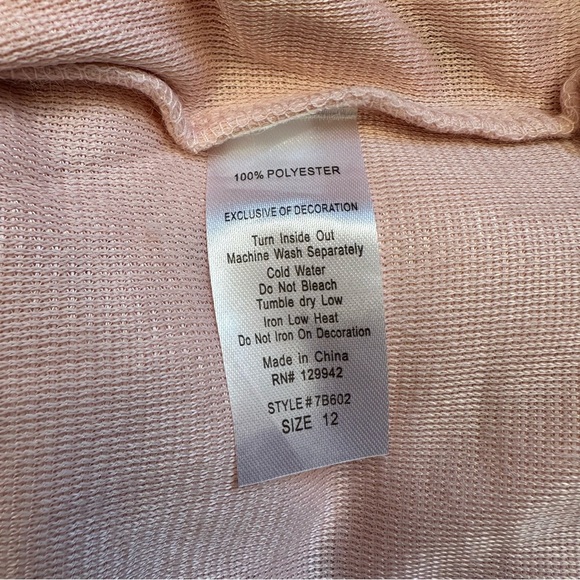 100% POLYESTER
EXCLUSIVE OF DECORATION
Turn Inside Out
Machine Wash Separately
Cold Water
Do Not Bleach
Tumble dry Low
Iron Low Heat
Do Not Iron On Decoration
Made in China
RN# 129942
STYLE#7B602
SIZE 12